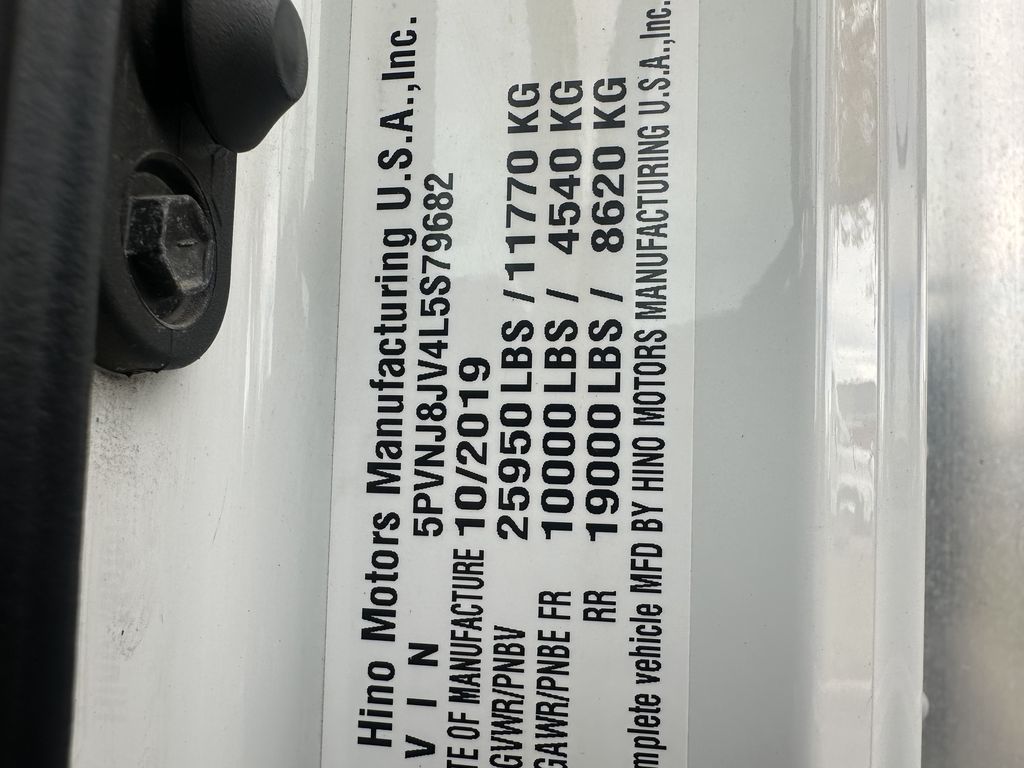 Hino Motors Manufacturing U.S.A.,Inc.
V I N 5PVNJ8JV4L5S79682
TE OF MANUFACTURE 10/2019
GVWR/PNBV 25950 LBS / 11770 KG
GAWR/PNBE FR 10000 LBS / 4540 KG
RR 19000 LBS / 8620 KG
mplete vehicle MFD BY HINO MOTORS MANUFACTURING U.S.A.,Inc.